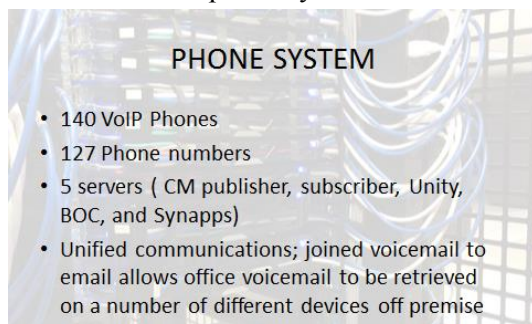 PHONE SYSTEM
• 140 VoIP Phones
• 127 Phone numbers
• 5 servers ( CM publisher, subscriber, Unity,
BOC, and Synapps)
• Unified communications; joined voicemail to
email allows office voicemail to be retrieved
on a number of different devices off premise